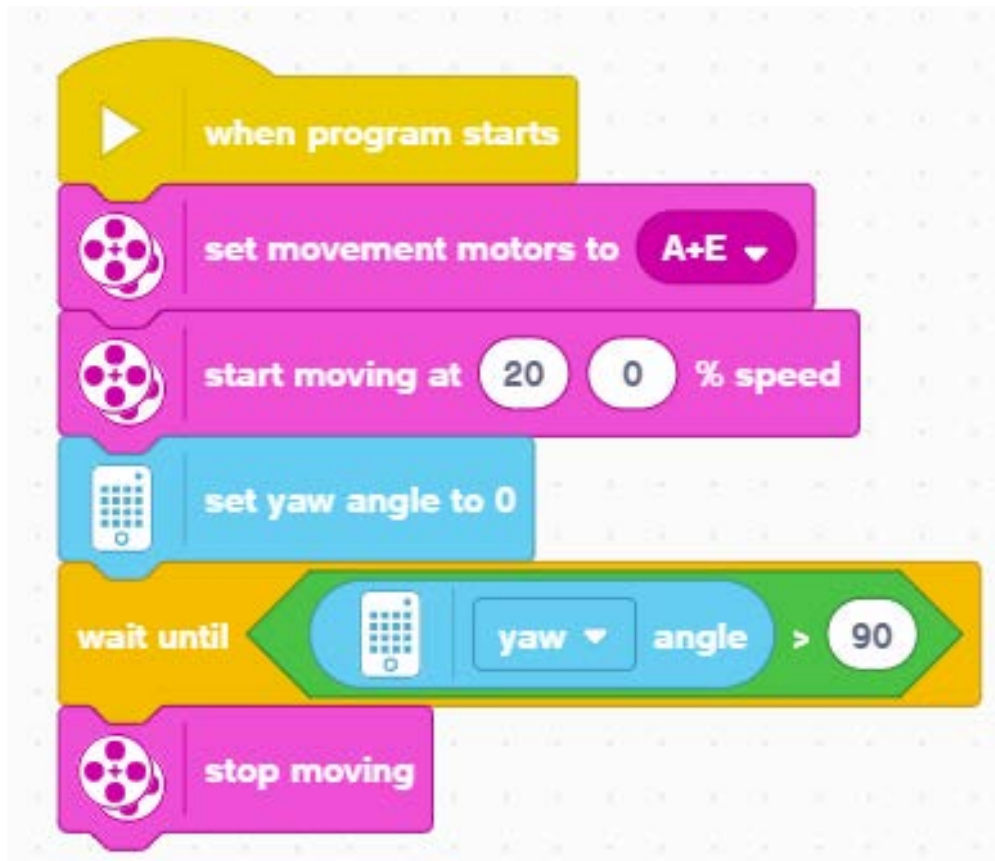 when program starts
set movement motors to A+E
start moving at 20 0 % speed
set yaw angle to 0
wait until yaw angle > 90
stop moving